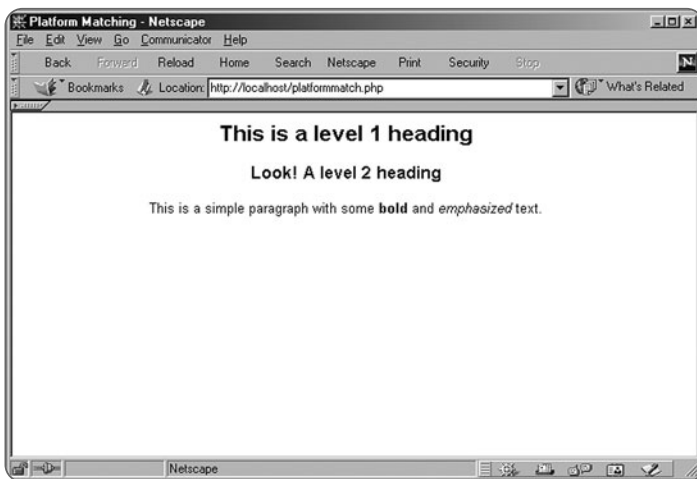 Platform Matching - Netscape
File Edit View Go Communicator Help
Back Forward Reload Home Search Netscape Print Security Stop
N
Bookmarks Location: http://localhost/platformmatch.php What's Related
This is a level 1 heading
Look! A level 2 heading
This is a simple paragraph with some bold and emphasized text.
Netscape